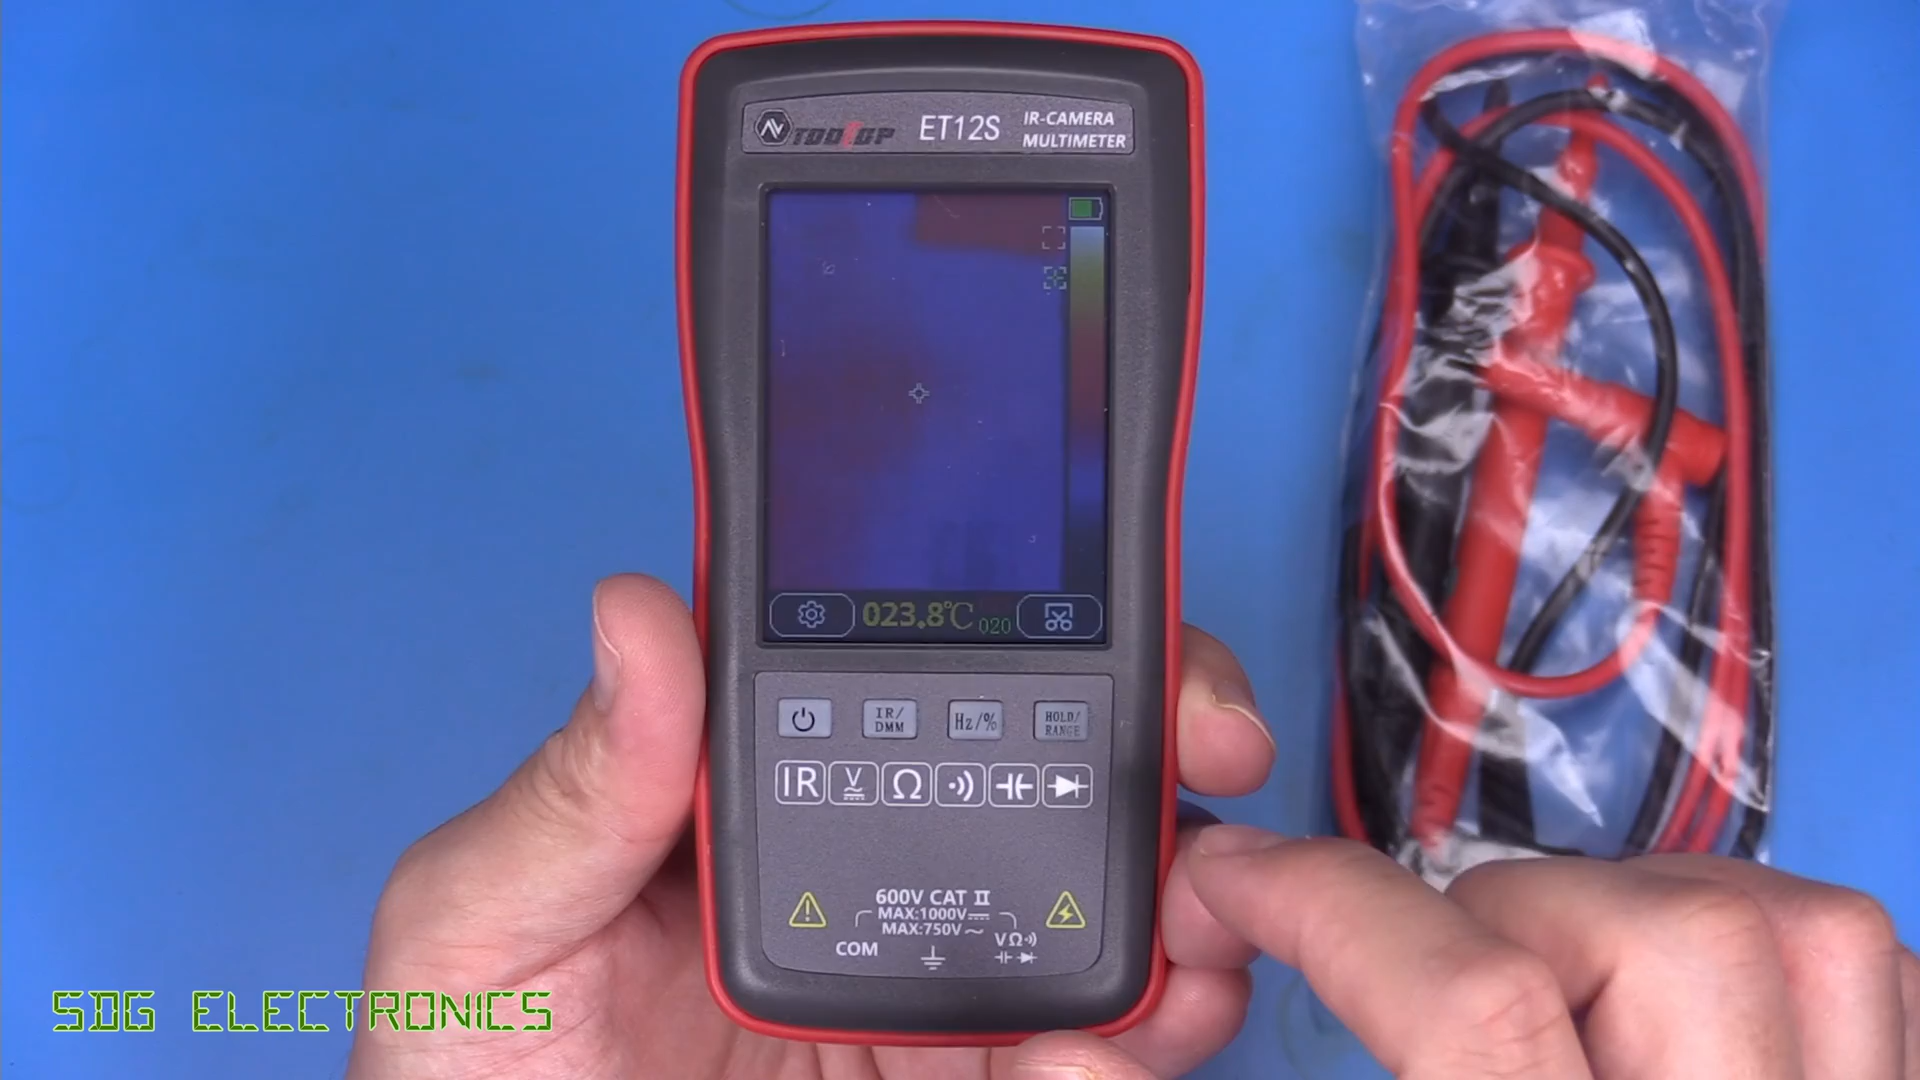 TOOLTOP
ET12S
IR-CAMERA
MULTIMETER
023.8℃ 020
IR/
DMM
Hz/%
HOLD/
RANGE
IR
V
Ω
600V CAT II
MAX:1000V
MAX:750V
COM
VΩ
SDG ELECTRONICS